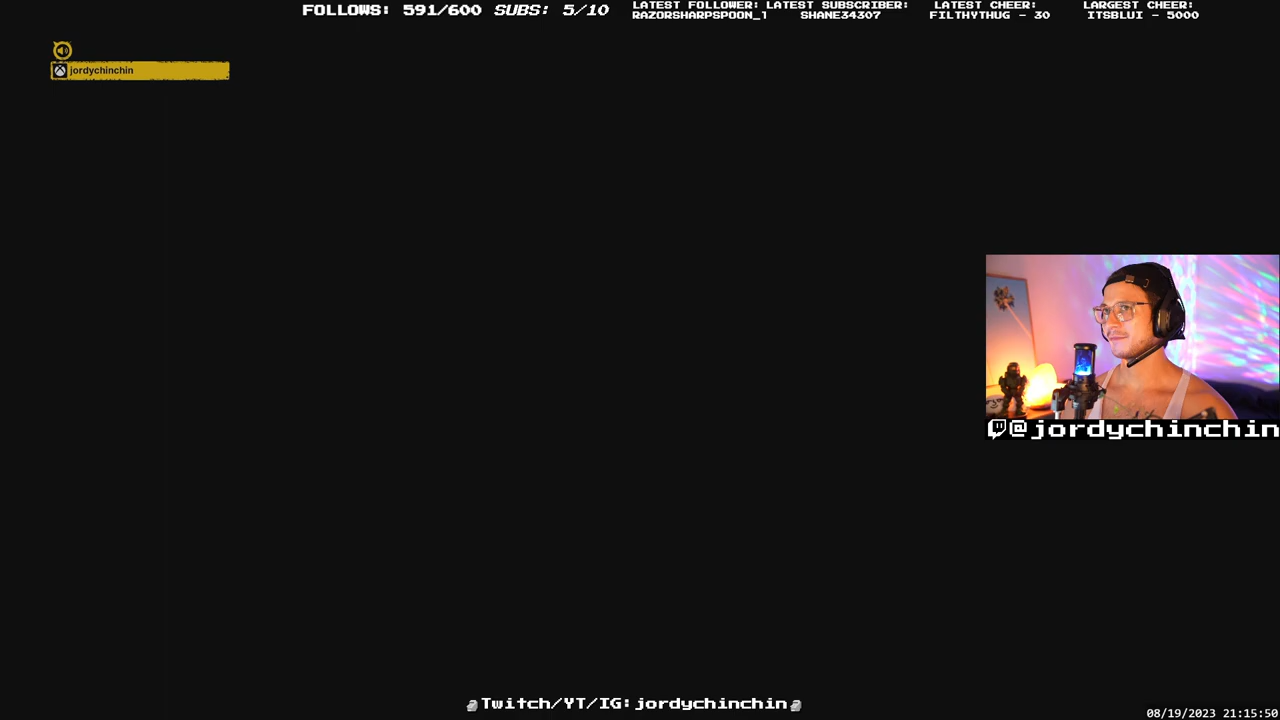 FOLLOWS: 591/600 SUBS: 5/10
LATEST FOLLOWER: LATEST SUBSCRIBER: LATEST CHEER: LARGEST CHEER:
RAZORSHARPSPOON_1 SHANE34307 FILTHYTHUG - 30 ITSBLUI - 5000
jordychinchin
@jordychinchin
Twitch/YT/IG:jordychinchin
08/19/2023 21:15:50